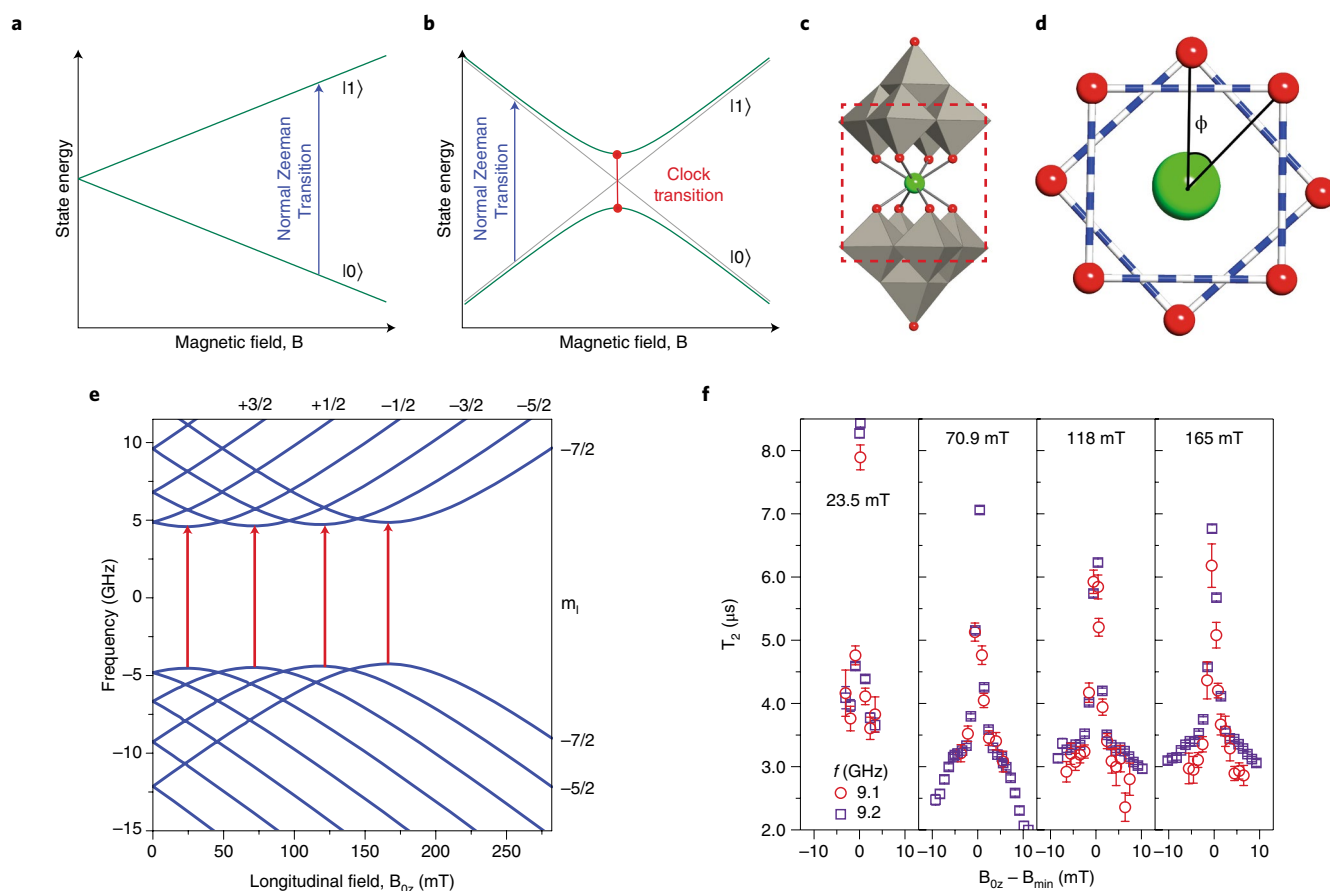 a
State energy
Magnetic field, B
Normal Zeeman
Transition
|1⟩
|0⟩
b
State energy
Magnetic field, B
Normal Zeeman
Transition
Clock
transition
|1⟩
|0⟩
c
d
ϕ
e
+3/2 +1/2 −1/2 −3/2 −5/2
−7/2
m_I
−7/2
−5/2
Frequency (GHz)
10
5
0
−5
−10
−15
0 50 100 150 200 250
Longitudinal field, B₀z (mT)
f
T₂ (μs)
8.0
7.0
6.0
5.0
4.0
3.0
2.0
23.5 mT
70.9 mT
118 mT
165 mT
f (GHz)
9.1
9.2
−10 0 10 −10 0 10 −10 0 10 −10 0 10
B₀z – Bmin (mT)